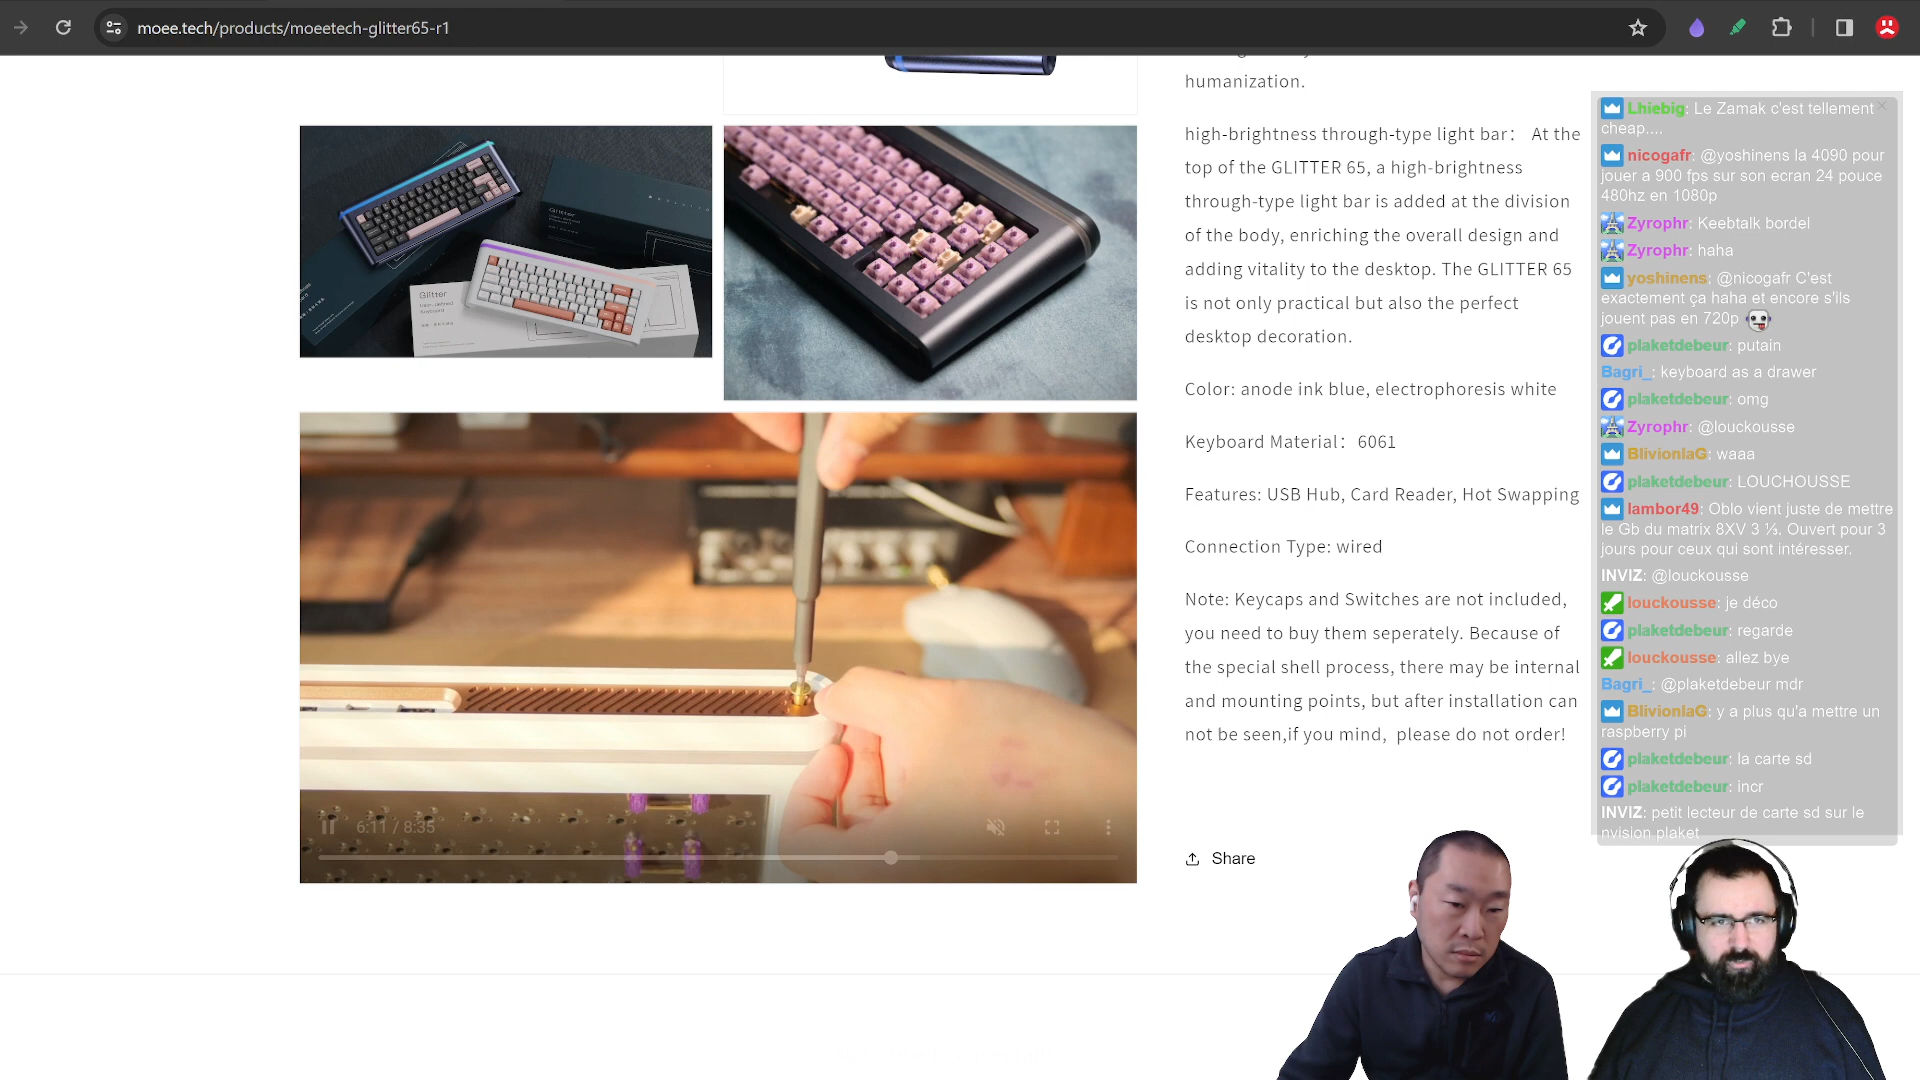 moee.tech/products/moeetech-glitter65-r1
humanization.
high-brightness through-type light bar： At the
top of the GLITTER 65, a high-brightness
through-type light bar is added at the division
of the body, enriching the overall design and
adding vitality to the desktop. The GLITTER 65
is not only practical but also the perfect
desktop decoration.
Color: anode ink blue, electrophoresis white
Keyboard Material： 6061
Features: USB Hub, Card Reader, Hot Swapping
Connection Type: wired
Note: Keycaps and Switches are not included,
you need to buy them seperately. Because of
the special shell process, there may be internal
and mounting points, but after installation can
not be seen,if you mind, please do not order!
Share
Glitter
Glitter
6:11 / 8:35
Lhiebig: Le Zamak c'est tellement
cheap....
nicogafr: @yoshinens la 4090 pour
jouer a 900 fps sur son ecran 24 pouce
480hz en 1080p
Zyrophr: Keebtalk bordel
Zyrophr: haha
yoshinens: @nicogafr C'est
exactement ça haha et encore s'ils
jouent pas en 720p
plaketdebeur: putain
Bagri_: keyboard as a drawer
plaketdebeur: omg
Zyrophr: @louckousse
BlivionlaG: waaa
plaketdebeur: LOUCHOUSSE
lambor49: Oblo vient juste de mettre
le Gb du matrix 8XV 3 ⅓. Ouvert pour 3
jours pour ceux qui sont intéresser.
INVIZ: @louckousse
louckousse: je déco
plaketdebeur: regarde
louckousse: allez bye
Bagri_: @plaketdebeur mdr
BlivionlaG: y a plus qu'a mettre un
raspberry pi
plaketdebeur: la carte sd
plaketdebeur: incr
INVIZ: petit lecteur de carte sd sur le
nvision plaket